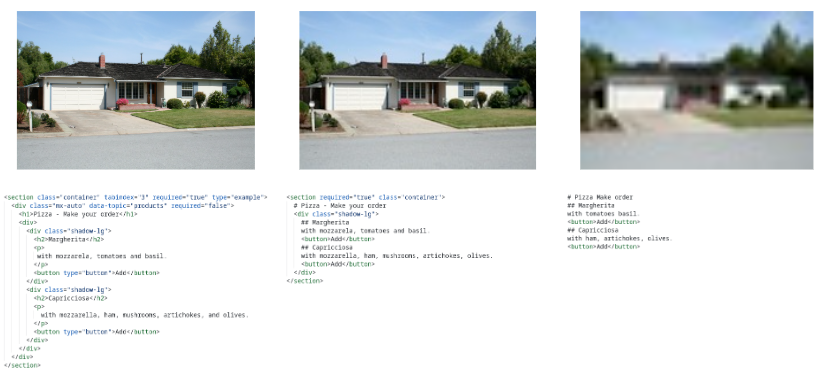 <section class="container" tabindex="3" required="true" type="example">
<div class="mx-auto" data-topic="products" required="false">
<h1>Pizza - Make your order</h1>
<div>
<div class="shadow-lg">
<h2>Margherita</h2>
<p>
with mozzarela, tomatoes and basil.
</p>
<button type="button">Add</button>
</div>
<div class="shadow-lg">
<h2>Capricciosa</h2>
<p>
with mozzarella, ham, mushrooms, artichokes, and olives.
</p>
<button type="button">Add</button>
</div>
</div>
</div>
</section>
<section required="true" class="container">
# Pizza - Make your order
<div class="shadow-lg">
## Margherita
with mozzarela, tomatoes and basil.
<button>Add</button>
## Capricciosa
with mozzarella, ham, mushrooms, artichokes, olives.
<button>Add</button>
</div>
</section>
# Pizza Make order
## Margherita
with tomatoes basil.
<button>Add</button>
## Capricciosa
with ham, artichokes, olives.
<button>Add</button>